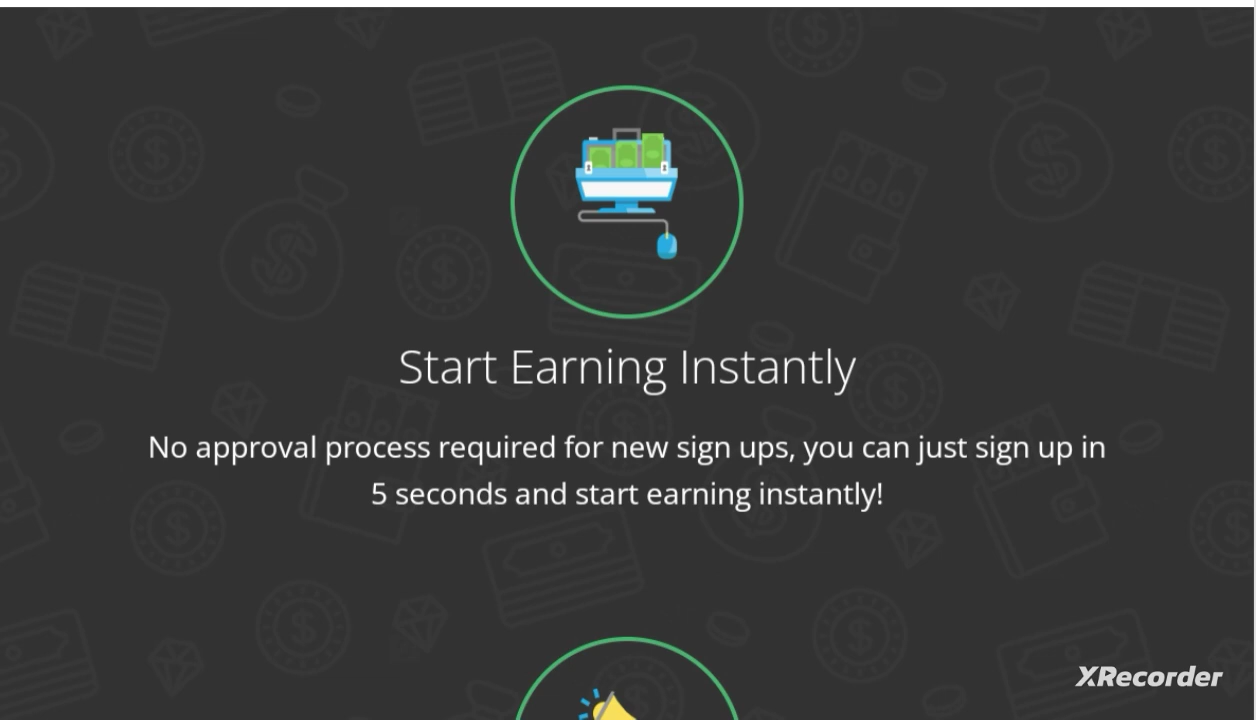 Start Earning Instantly
No approval process required for new sign ups, you can just sign up in
5 seconds and start earning instantly!
XRecorder